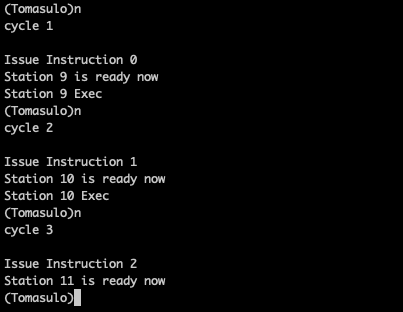 (Tomasulo)n
cycle 1
Issue Instruction 0
Station 9 is ready now
Station 9 Exec
(Tomasulo)n
cycle 2
Issue Instruction 1
Station 10 is ready now
Station 10 Exec
(Tomasulo)n
cycle 3
Issue Instruction 2
Station 11 is ready now
(Tomasulo)